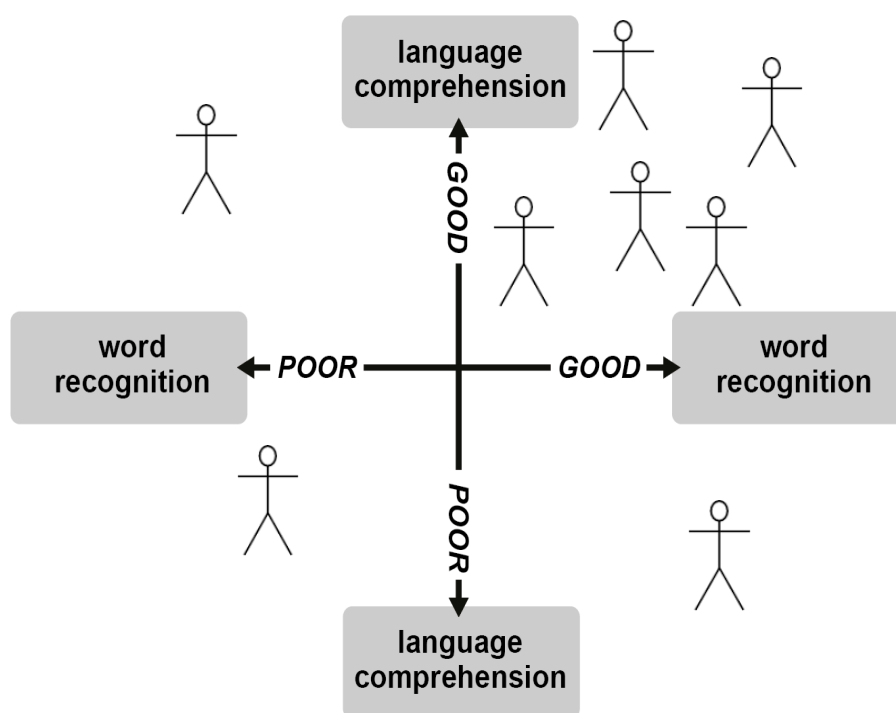 language
comprehension
GOOD
word
recognition
POOR
GOOD
word
recognition
POOR
language
comprehension